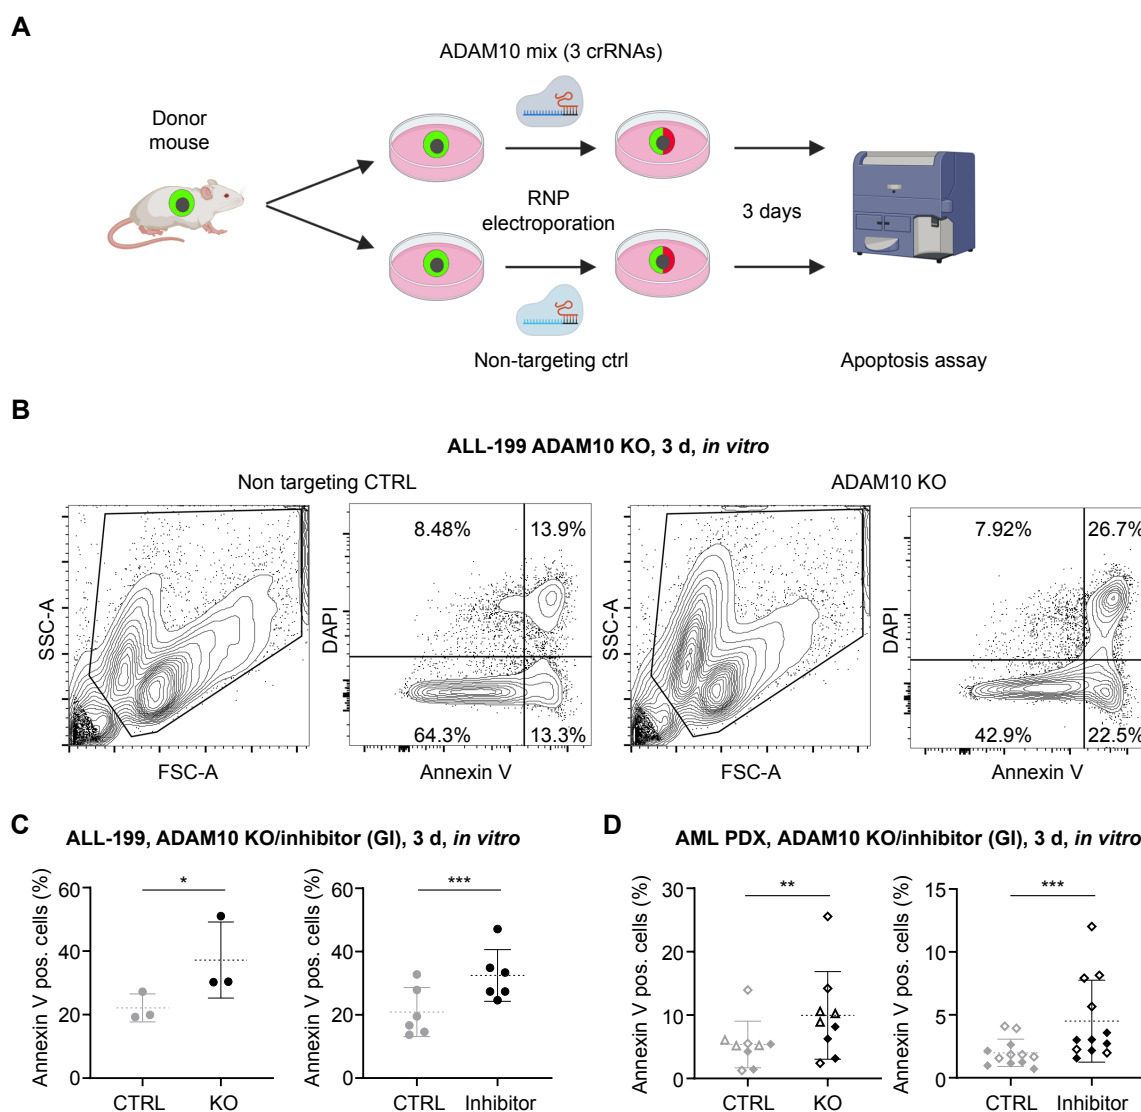 A
ADAM10 mix (3 crRNAs)
Donor
mouse
RNP
electroporation
3 days
Non-targeting ctrl
Apoptosis assay
B
ALL-199 ADAM10 KO, 3 d, in vitro
Non targeting CTRL
ADAM10 KO
SSC-A
FSC-A
DAPI
8.48%
13.9%
64.3%
13.3%
Annexin V
SSC-A
FSC-A
DAPI
7.92%
26.7%
42.9%
22.5%
Annexin V
C
ALL-199, ADAM10 KO/inhibitor (GI), 3 d, in vitro
Annexin V pos. cells (%)
60
40
20
0
*
CTRL
KO
Annexin V pos. cells (%)
60
40
20
0
***
CTRL
Inhibitor
D
AML PDX, ADAM10 KO/inhibitor (GI), 3 d, in vitro
Annexin V pos. cells (%)
30
20
10
0
**
CTRL
KO
Annexin V pos. cells (%)
15
10
5
0
***
CTRL
Inhibitor